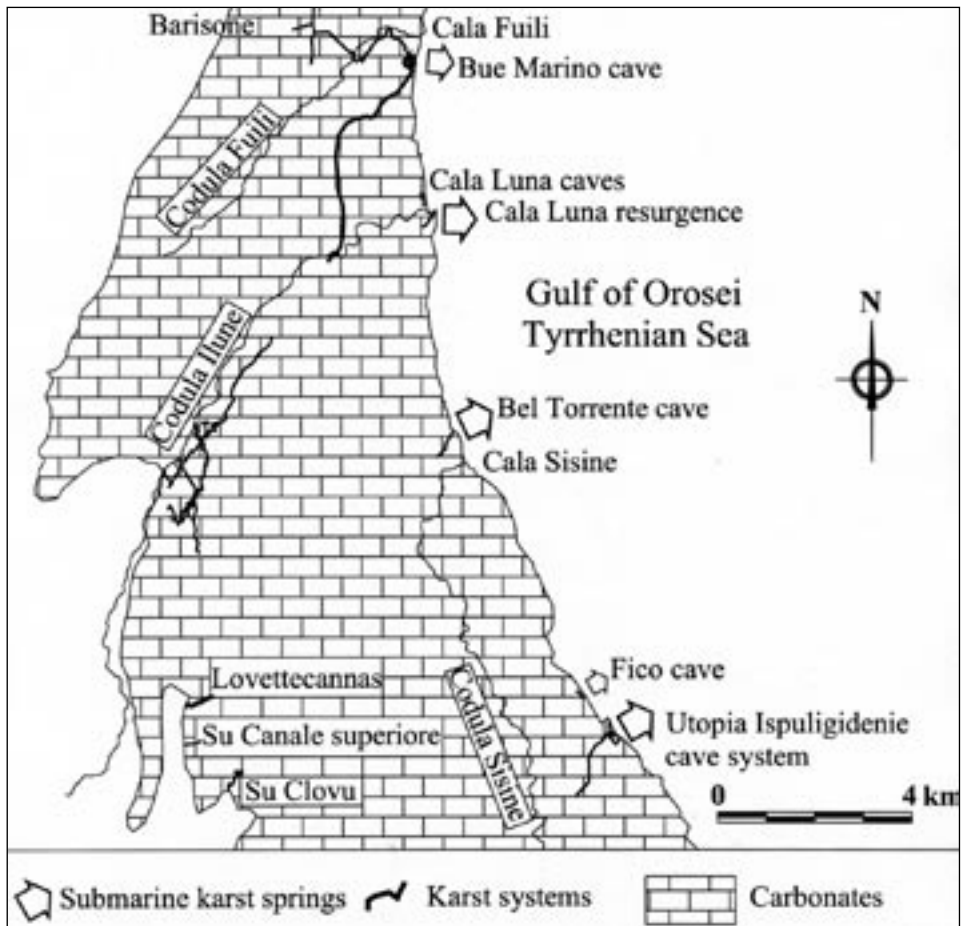 Barisone
Cala Fuili
Bue Marino cave
Codula Fuili
Cala Luna caves
Cala Luna resurgence
Gulf of Orosei
Tyrrhenian Sea
N
Codula Ilune
Bel Torrente cave
Cala Sisine
Lovettecannas
Su Canale superiore
Su Clovu
Codula Sisine
Fico cave
Utopia Ispuligidenie
cave system
0 4 km
Submarine karst springs
Karst systems
Carbonates